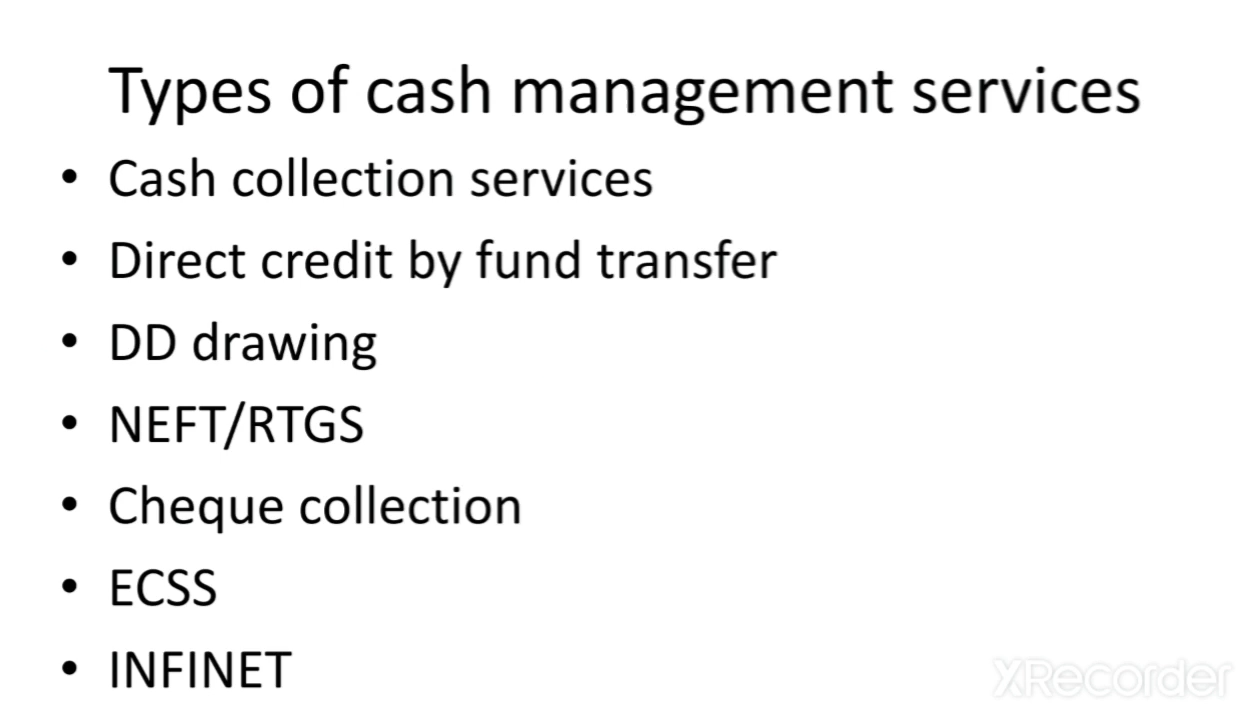 Types of cash management services
• Cash collection services
• Direct credit by fund transfer
• DD drawing
• NEFT/RTGS
• Cheque collection
• ECSS
• INFINET
XRecorder